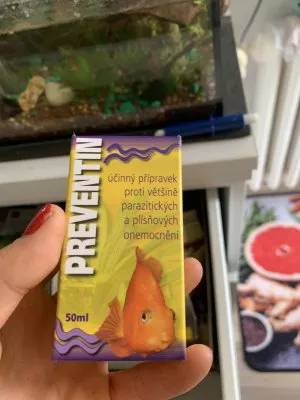 PREVENTIN
účinný přípravek
proti většině
parazitických
a plísňových
onemocnění
50ml